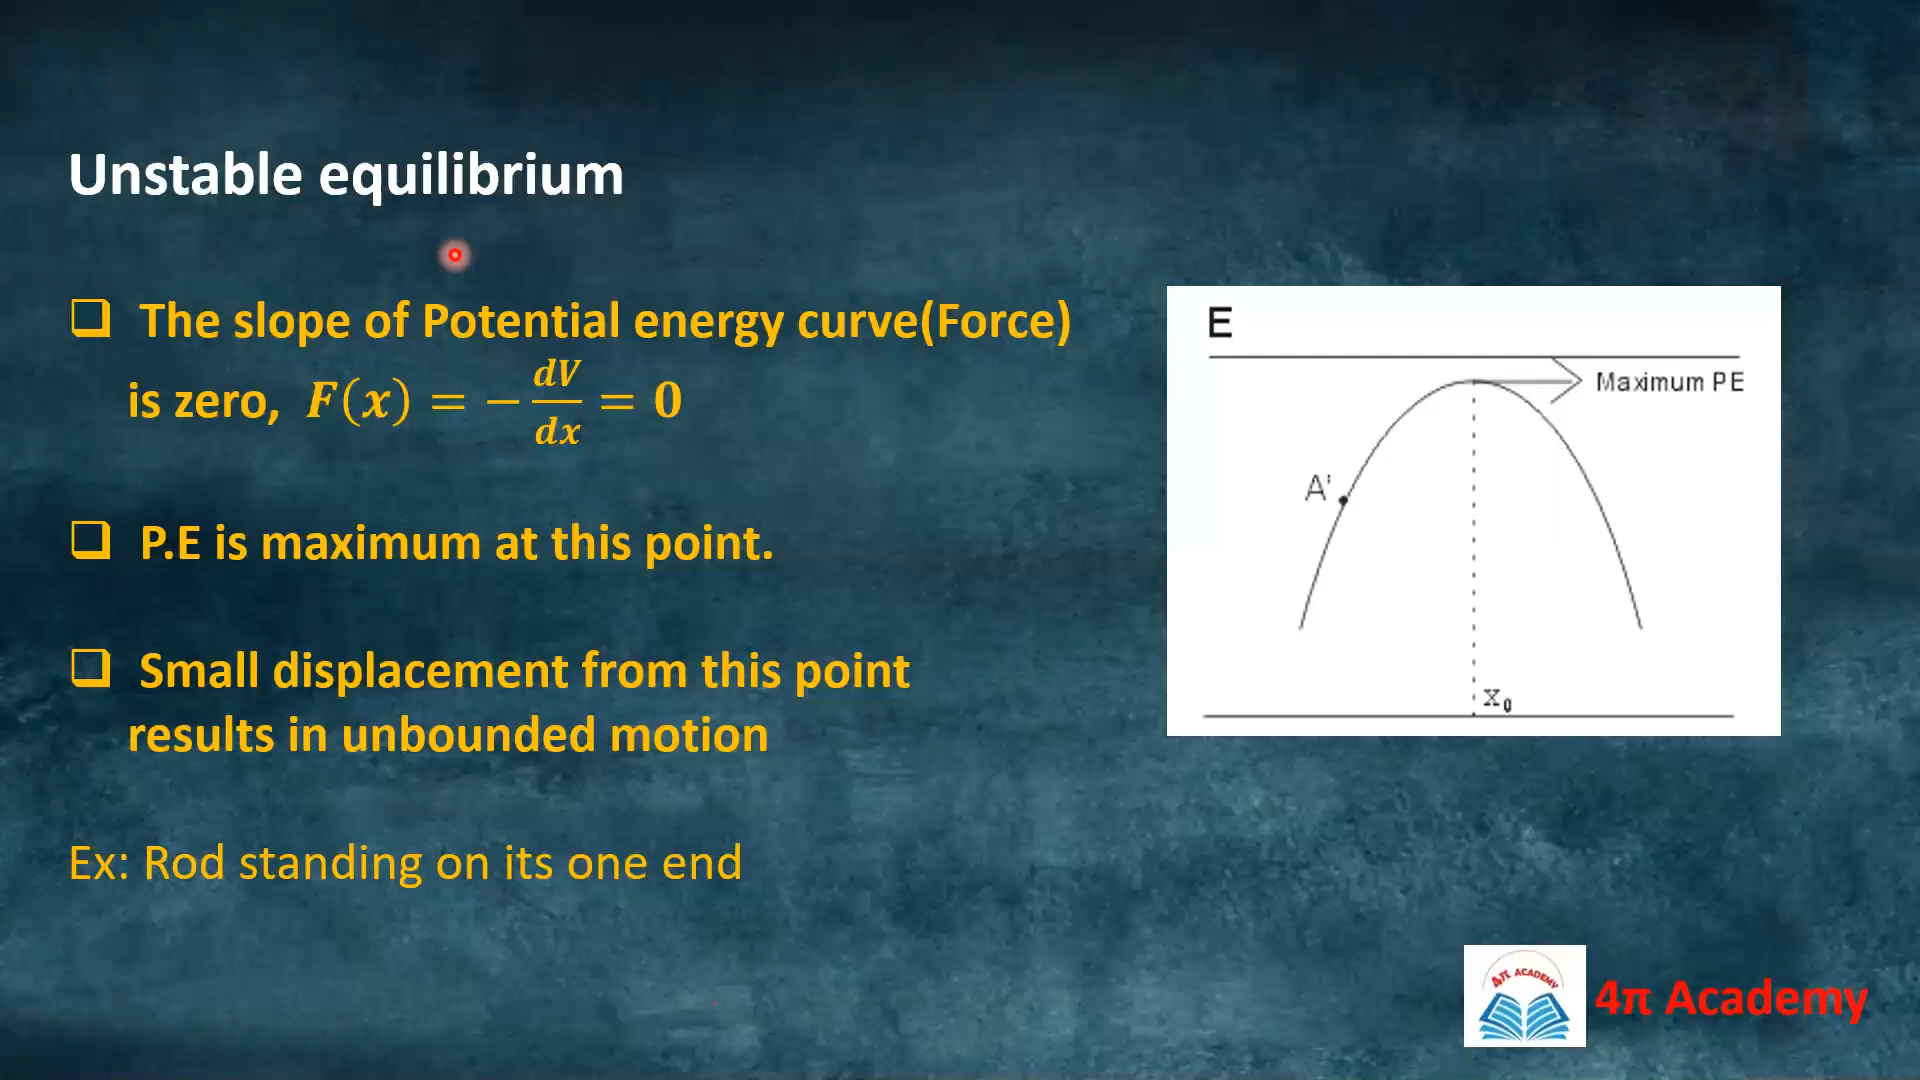 Unstable equilibrium
❑ The slope of Potential energy curve(Force)
is zero, F(x) = − dV/dx = 0
❑ P.E is maximum at this point.
❑ Small displacement from this point
results in unbounded motion
Ex: Rod standing on its one end
E
Maximum PE
A'
X₀
4π ACADEMY
4π Academy